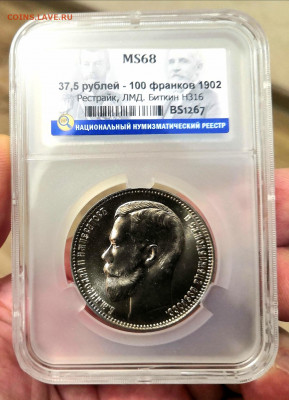 COINS.LAVE.RU
MS68
37,5 рублей - 100 франков 1902
Рестрайк, ЛМД. Биткин Н316
BS1267
НАЦИОНАЛЬНЫЙ НУМИЗМАТИЧЕСКИЙ РЕЕСТР